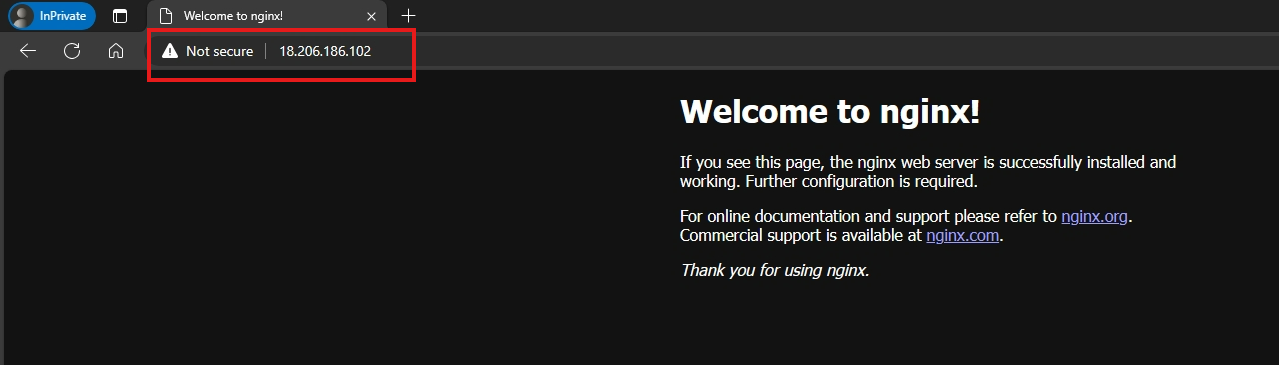 InPrivate
Welcome to nginx!
Not secure
18.206.186.102
Welcome to nginx!
If you see this page, the nginx web server is successfully installed and
working. Further configuration is required.
For online documentation and support please refer to nginx.org.
Commercial support is available at nginx.com.
Thank you for using nginx.